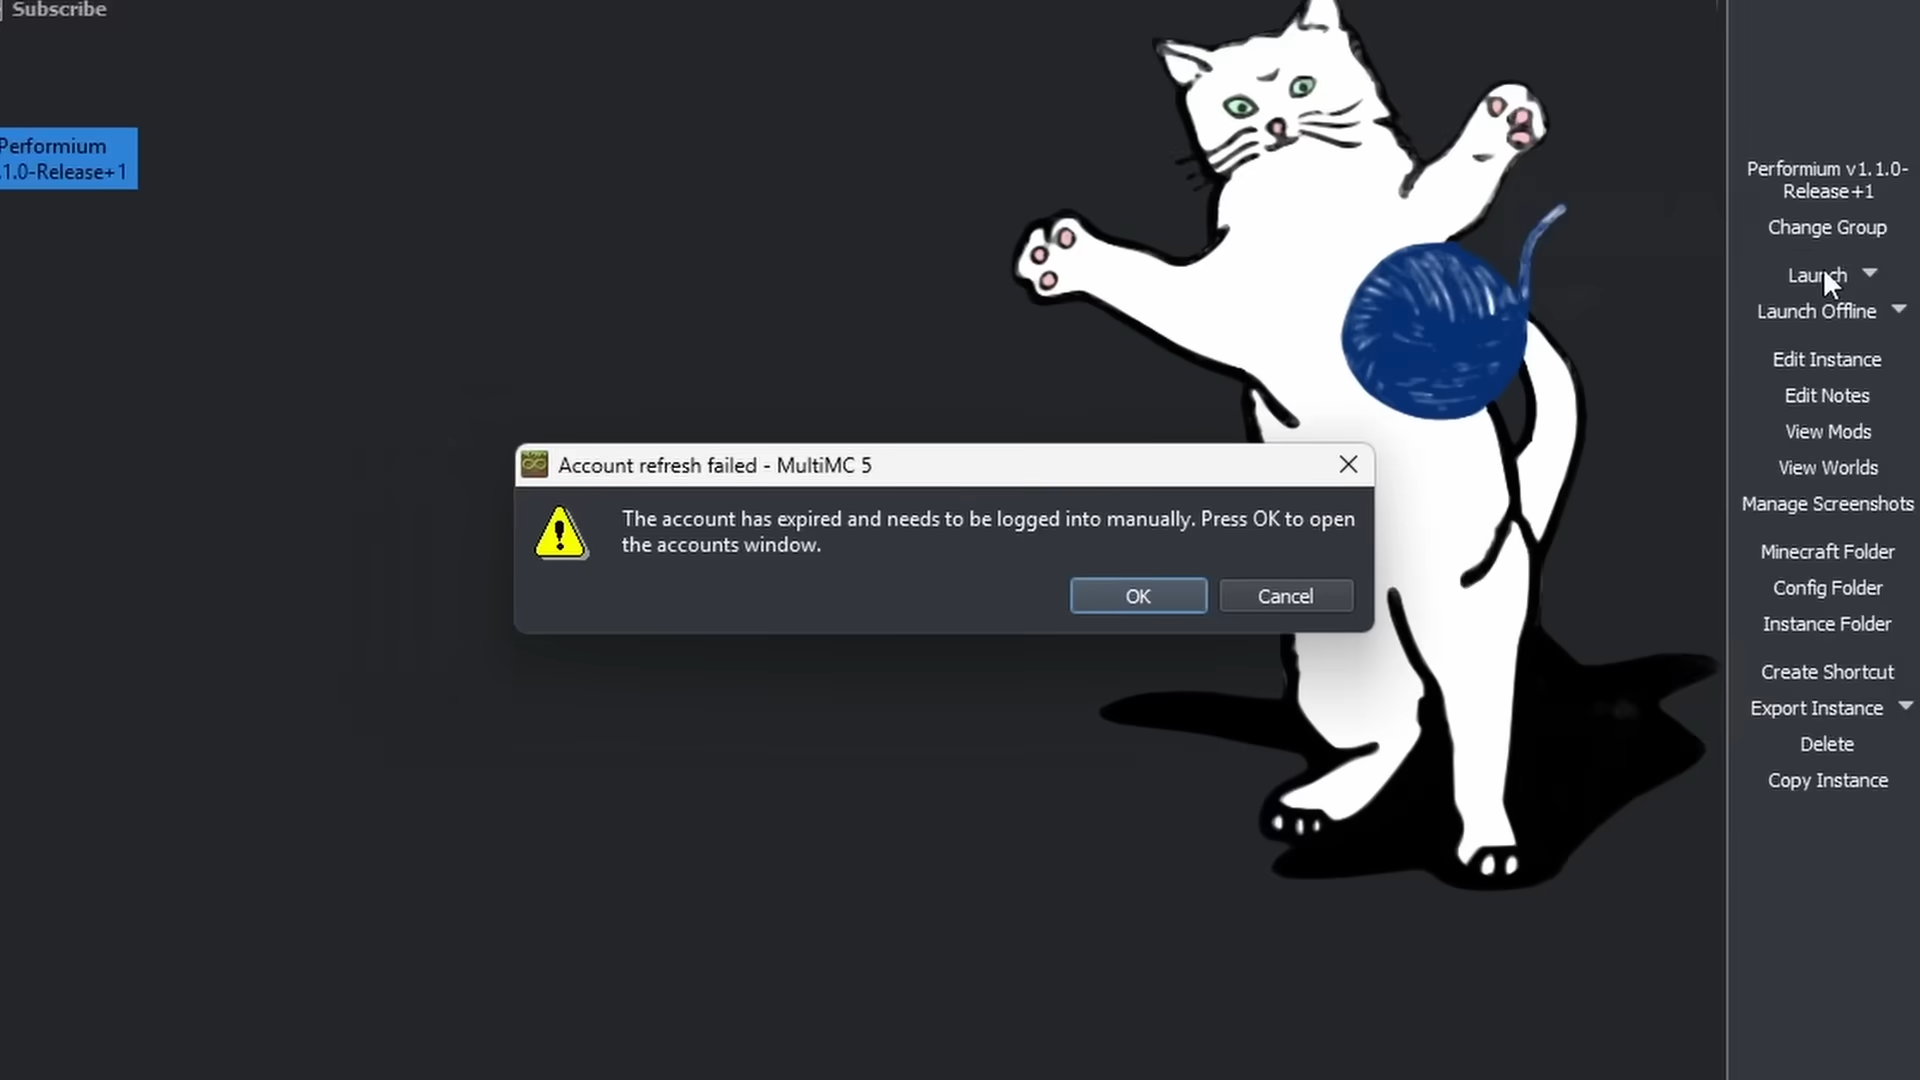 Subscribe
Performium
.1.0-Release+1
Account refresh failed - MultiMC 5
The account has expired and needs to be logged into manually. Press OK to open
the accounts window.
OK
Cancel
Performium v1.1.0-
Release+1
Change Group
Launch
Launch Offline
Edit Instance
Edit Notes
View Mods
View Worlds
Manage Screenshots
Minecraft Folder
Config Folder
Instance Folder
Create Shortcut
Export Instance
Delete
Copy Instance